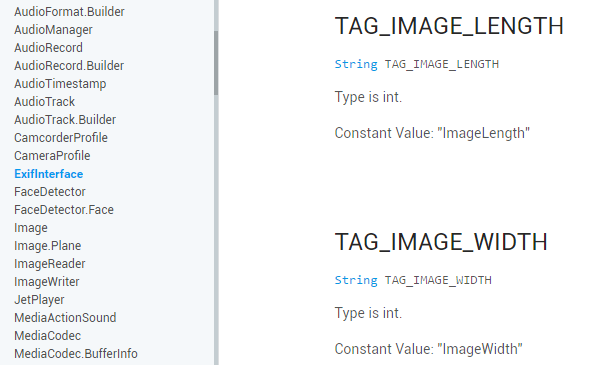 AudioFormat.Builder
AudioManager
AudioRecord
AudioRecord.Builder
AudioTimestamp
AudioTrack
AudioTrack.Builder
CamcorderProfile
CameraProfile
ExifInterface
FaceDetector
FaceDetector.Face
Image
Image.Plane
ImageReader
ImageWriter
JetPlayer
MediaActionSound
MediaCodec
MediaCodec.BufferInfo
TAG_IMAGE_LENGTH
String TAG_IMAGE_LENGTH
Type is int.
Constant Value: "ImageLength"
TAG_IMAGE_WIDTH
String TAG_IMAGE_WIDTH
Type is int.
Constant Value: "ImageWidth"